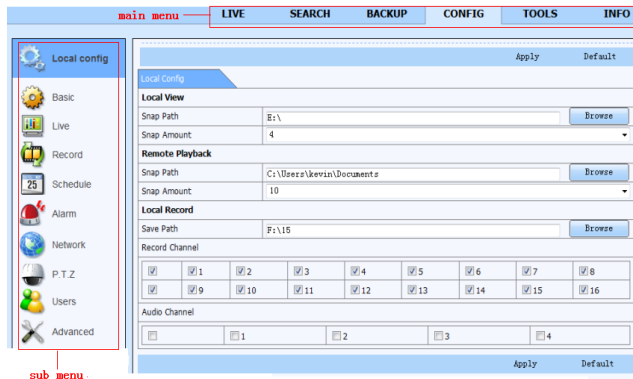 main menu LIVE SEARCH BACKUP CONFIG TOOLS INFO
Local config
Basic
Live
Record
25 Schedule
Alarm
Network
P.T.Z
Users
Advanced
sub menu
Apply Default
Local Config
Local View
Snap Path E:\ Browse
Snap Amount 4
Remote Playback
Snap Path C:\Users\kevin\Documents Browse
Snap Amount 10
Local Record
Save Path F:\15 Browse
Record Channel
1 2 3 4 5 6 7 8
9 10 11 12 13 14 15 16
Audio Channel
1 2 3 4
Apply Default